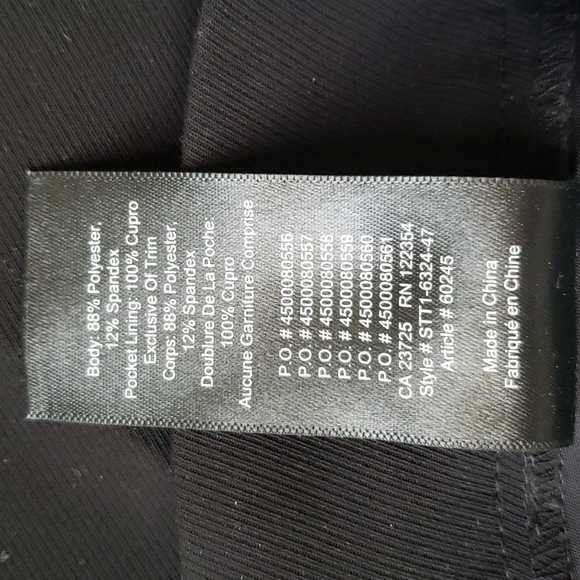 Body: 88% Polyester,
12% Spandex
Pocket Lining: 100% Cupro
Exclusive Of Trim
Corps: 88% Polyester,
12% Spandex
Doublure De La Poche:
100% Cupro
Aucune Garniture Comprise
P.O. # 4500080556
P.O. # 4500080557
P.O. # 4500080558
P.O. # 4500080559
P.O. # 4500080560
P.O. # 4500080561
CA 23725 RN 122354
Style # STT1-6324-47
Article # 60245
Made in China
Fabriqué en Chine